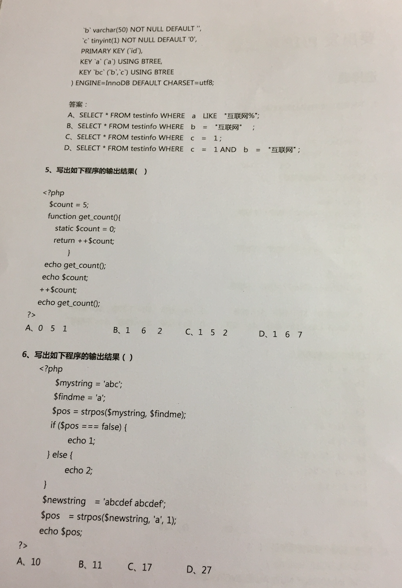 `b` varchar(50) NOT NULL DEFAULT '',
`c` tinyint(1) NOT NULL DEFAULT '0',
PRIMARY KEY (`id`),
KEY `a` (`a`) USING BTREE,
KEY `bc` (`b`,`c`) USING BTREE
) ENGINE=InnoDB DEFAULT CHARSET=utf8;
答案：
A、SELECT * FROM testinfo WHERE a LIKE "互联网%";
B、SELECT * FROM testinfo WHERE b = "互联网" ;
C、SELECT * FROM testinfo WHERE c = 1;
D、SELECT * FROM testinfo WHERE c = 1 AND b = "互联网";
5、写出如下程序的输出结果( )
<?php
$count = 5;
function get_count(){
static $count = 0;
return ++$count;
}
echo get_count();
echo $count;
++$count;
echo get_count();
?>
A、0 5 1 B、1 6 2 C、1 5 2 D、1 6 7
6、写出如下程序的输出结果 ( )
<?php
$mystring = 'abc';
$findme = 'a';
$pos = strpos($mystring, $findme);
if ($pos === false) {
echo 1;
} else {
echo 2;
}
$newstring = 'abcdef abcdef';
$pos = strpos($newstring, 'a', 1);
echo $pos;
?>
A、10 B、11 C、17 D、27